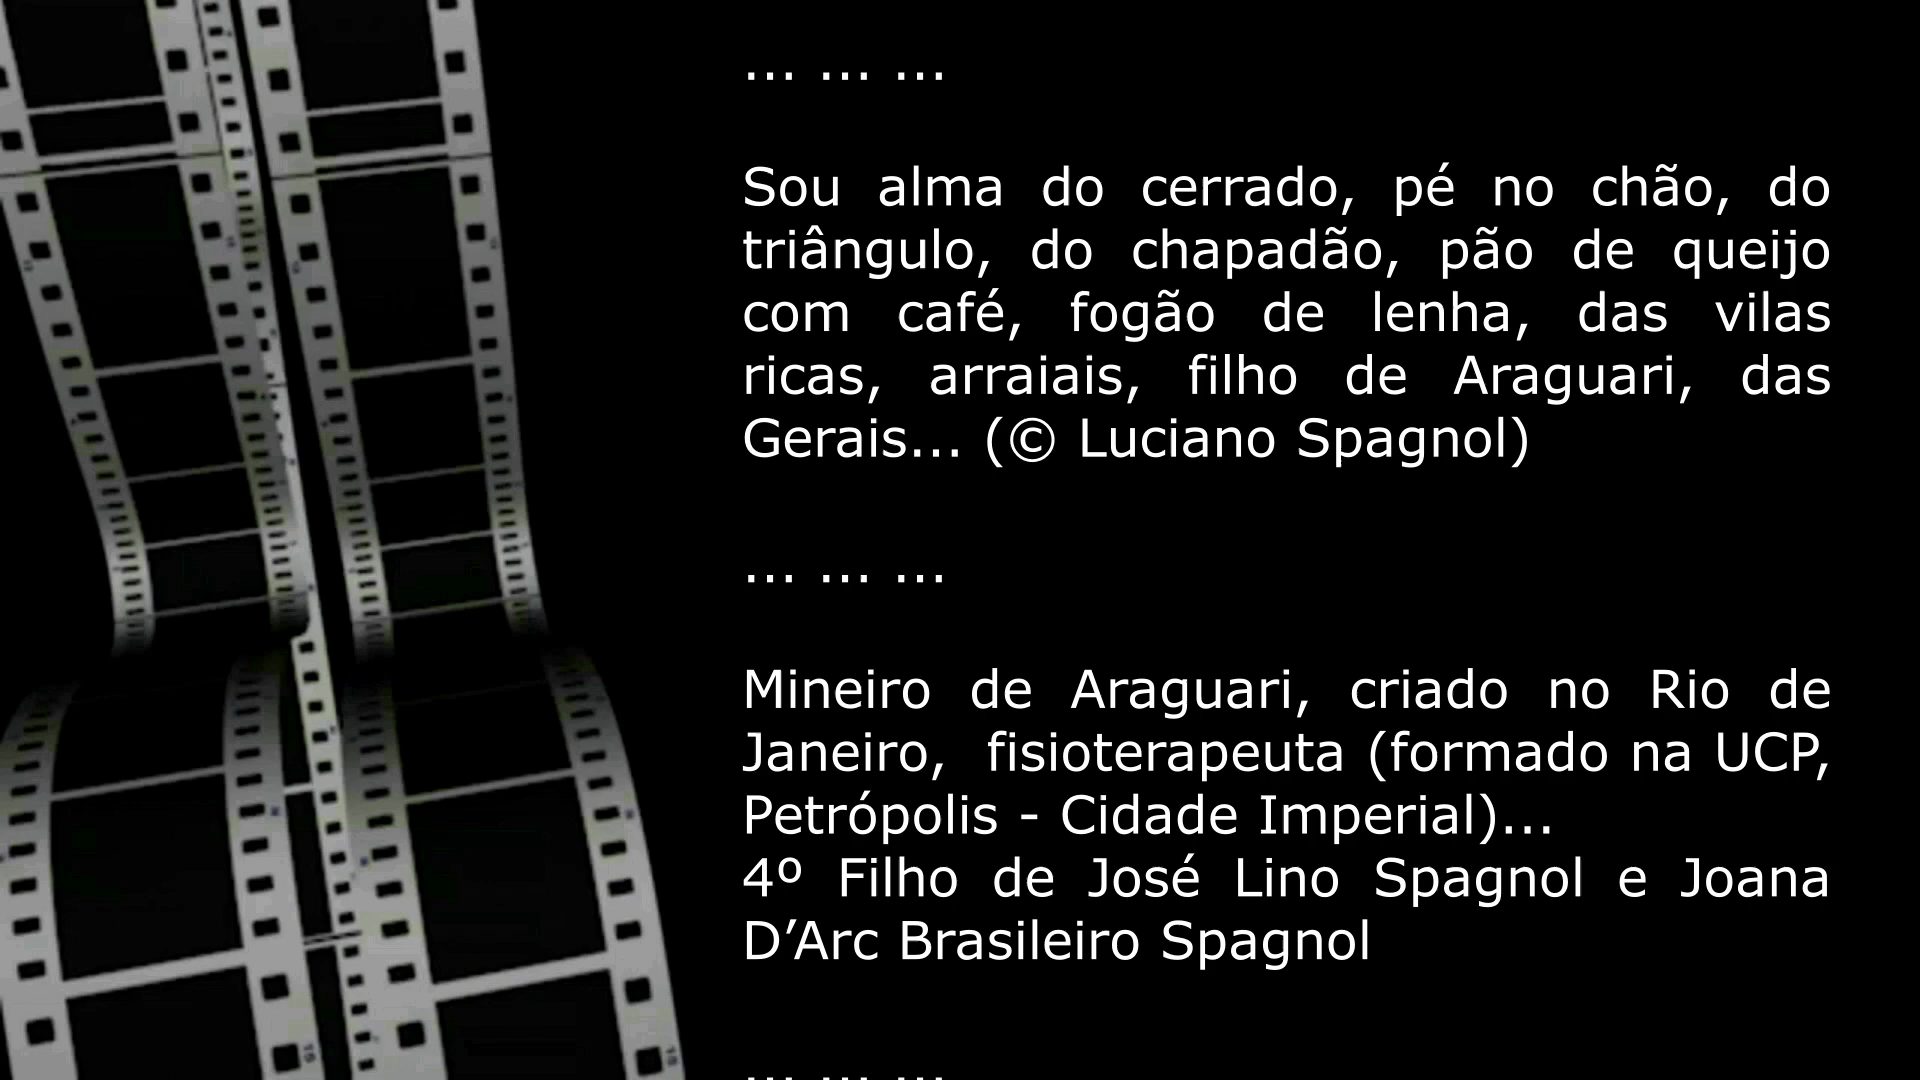 ... ... ...
Sou alma do cerrado, pé no chão, do
triângulo, do chapadão, pão de queijo
com café, fogão de lenha, das vilas
ricas, arraiais, filho de Araguari, das
Gerais... (© Luciano Spagnol)
... ... ...
Mineiro de Araguari, criado no Rio de
Janeiro,  fisioterapeuta (formado na UCP,
Petrópolis - Cidade Imperial)...
4º Filho de José Lino Spagnol e Joana
D’Arc Brasileiro Spagnol
... ... ...